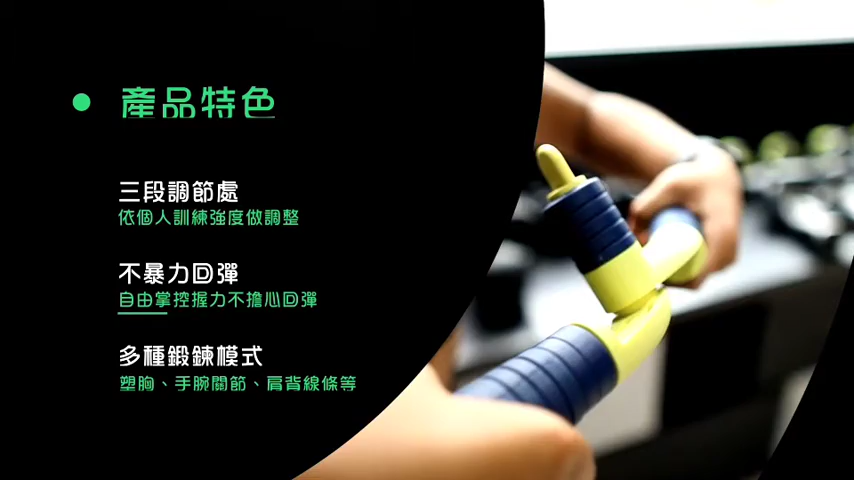 產品特色
三段調節處
依個人訓練強度做調整
不暴力回彈
自由掌控握力不擔心回彈
多種鍛鍊模式
塑胸、手腕關節、肩背線條等